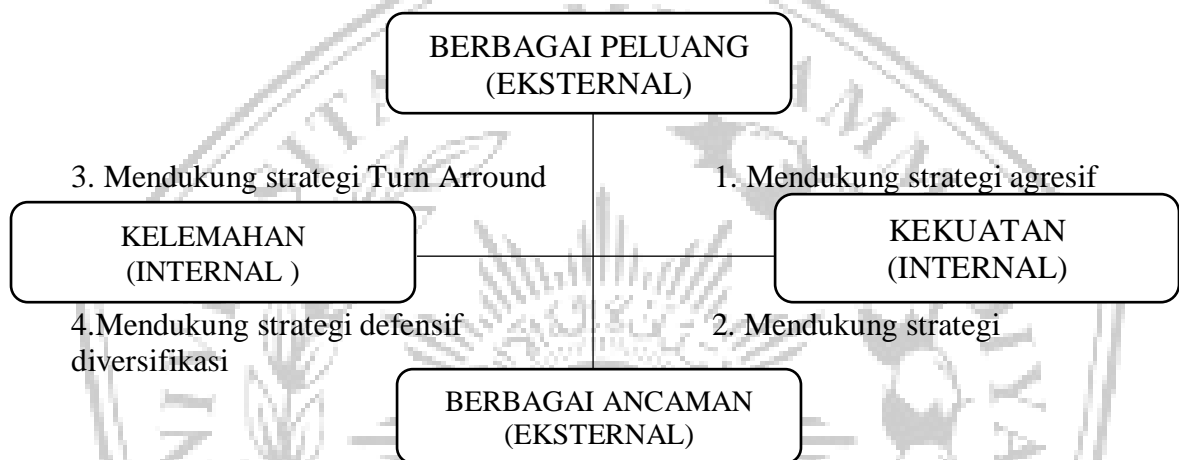 BERBAGAI PELUANG
(EKSTERNAL)
3. Mendukung strategi Turn Arround
1. Mendukung strategi agresif
KELEMAHAN
(INTERNAL )
KEKUATAN
(INTERNAL)
4.Mendukung strategi defensif
2. Mendukung strategi
diversifikasi
BERBAGAI ANCAMAN
(EKSTERNAL)